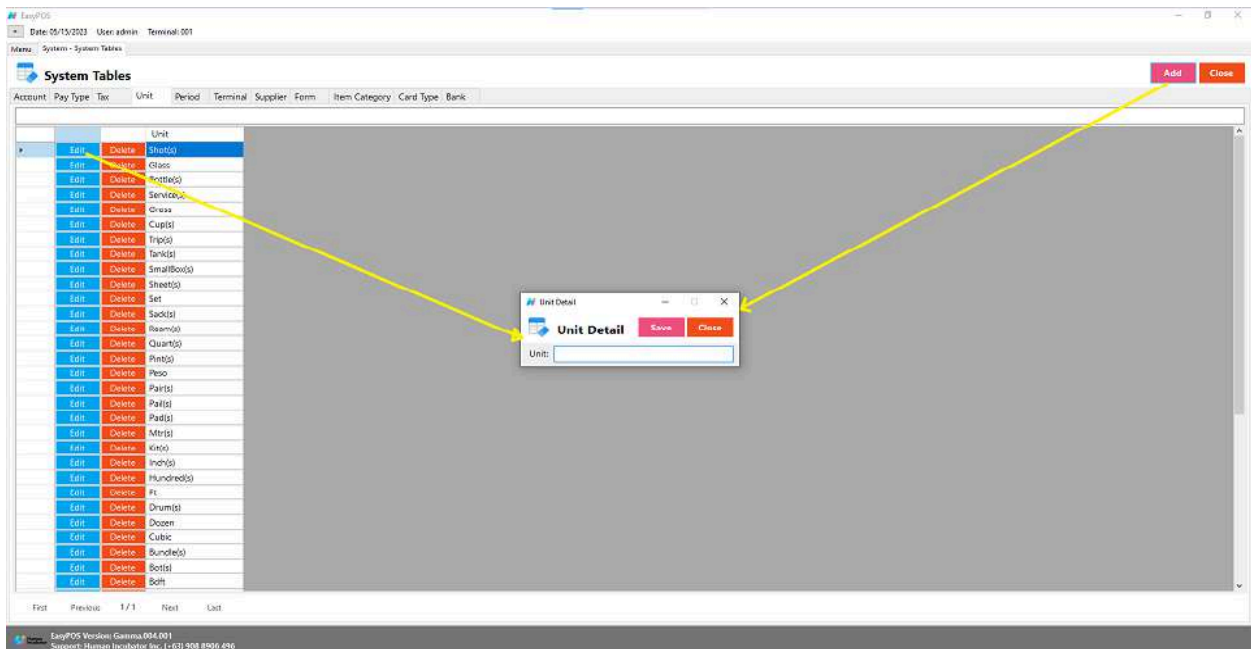 EasyPOS
Date: 05/15/2023 User: admin Terminal: 001
Menu System - System Tables
System Tables
Add Close
Account Pay Type Tax Unit Period Terminal Supplier Form Item Category Card Type Bank
Unit
Edit Delete Shot(s)
Edit Delete Glass
Edit Delete Bottle(s)
Edit Delete Service(s)
Edit Delete Gross
Edit Delete Cup(s)
Edit Delete Trip(s)
Edit Delete Tank(s)
Edit Delete SmallBox(s)
Edit Delete Sheet(s)
Edit Delete Set
Edit Delete Sack(s)
Edit Delete Room(s)
Edit Delete Quart(s)
Edit Delete Pint(s)
Edit Delete Peso
Edit Delete Pair(s)
Edit Delete Pail(s)
Edit Delete Pad(s)
Edit Delete Mtr(s)
Edit Delete Kit(s)
Edit Delete Inch(s)
Edit Delete Hundred(s)
Edit Delete Ft
Edit Delete Drum(s)
Edit Delete Dozen
Edit Delete Cubic
Edit Delete Bundle(s)
Edit Delete Bot(s)
Edit Delete Bdft
Unit Detail
Unit Detail Save Close
Unit:
First Previous 1 / 1 Next Last
EasyPOS Version: Gamma.004.001
Support: Human Incubator Inc. (+63) 908 8906 496